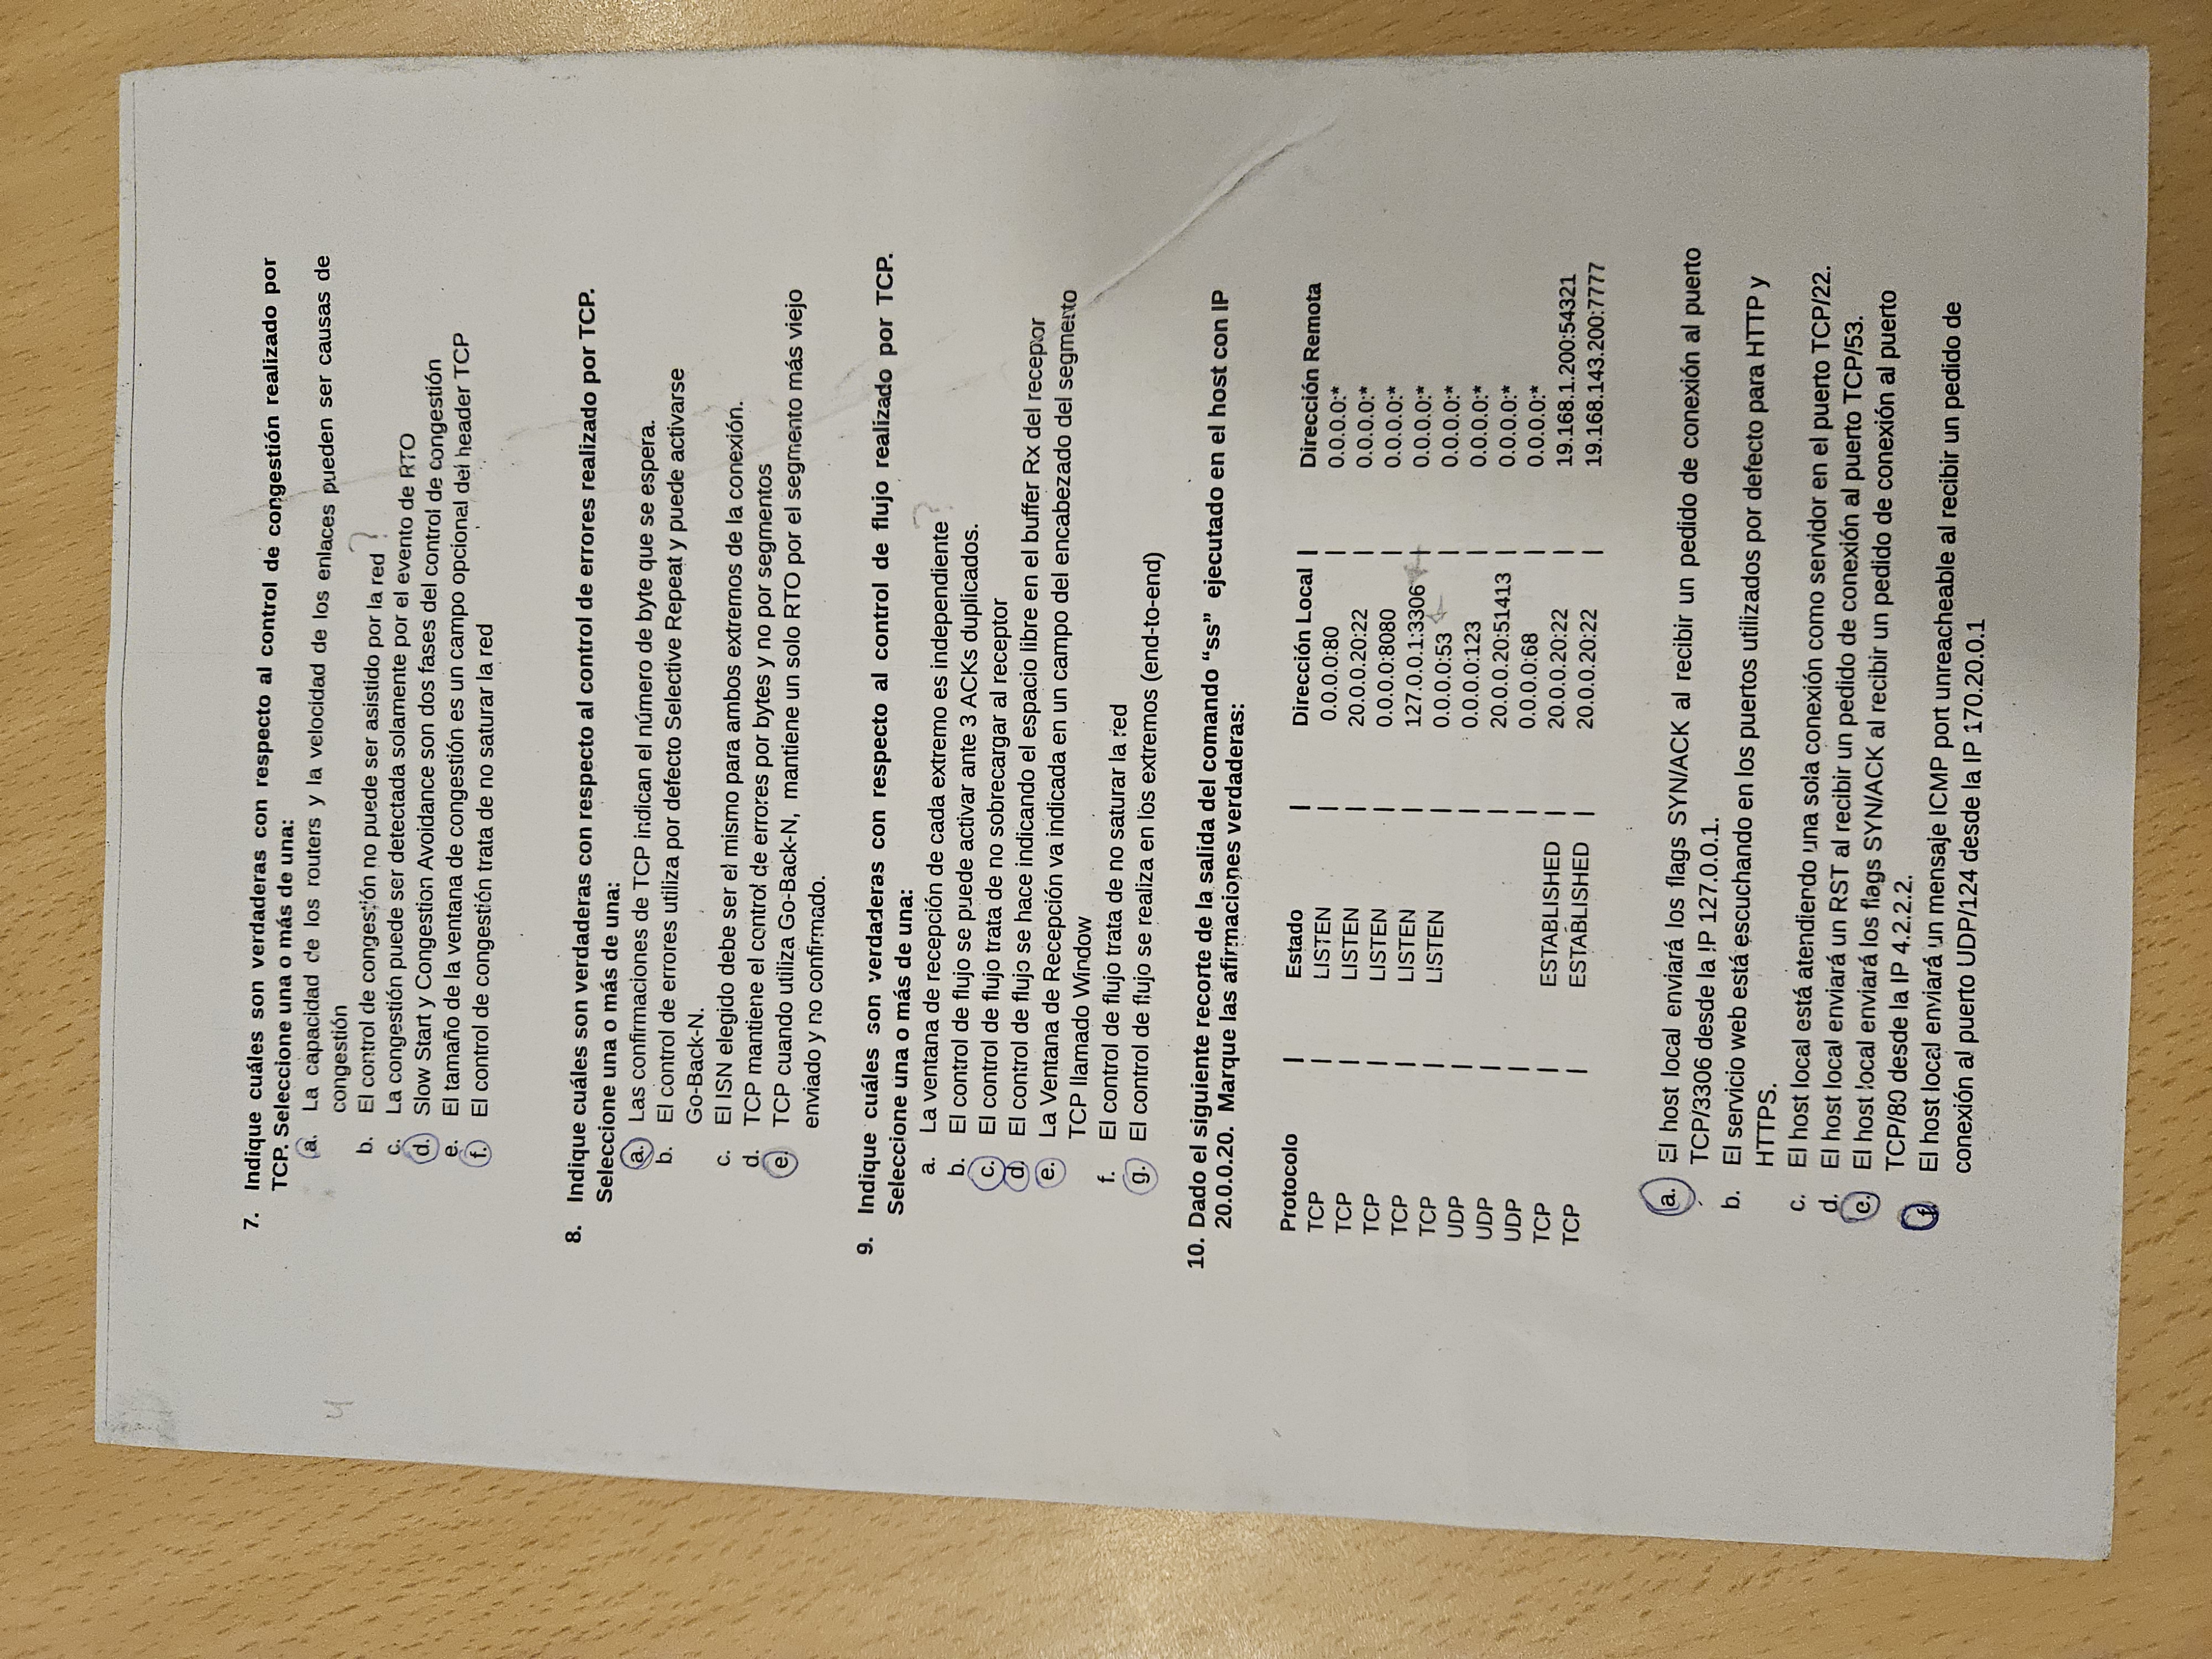 7. Indique cuáles son verdaderas con respecto al control de congestión realizado por
TCP. Seleccione una o más de una:
a. La capacidad de los routers y la velocidad de los enlaces pueden ser causas de
congestión
4
b. El control de congestión no puede ser asistido por la red ?
c. La congestión puede ser detectada solamente por el evento de RTO
d. Slow Start y Congestion Avoidance son dos fases del control de congestión
e. El tamaño de la ventana de congestión es un campo opcional del header TCP
f. El control de congestión trata de no saturar la red
8. Indique cuáles son verdaderas con respecto al control de errores realizado por TCP.
Seleccione una o más de una:
a. Las confirmaciones de TCP indican el número de byte que se espera.
b. El control de errores utiliza por defecto Selective Repeat y puede activarse
Go-Back-N.
c. El ISN elegido debe ser el mismo para ambos extremos de la conexión.
d. TCP mantiene el control de errores por bytes y no por segmentos
e. TCP cuando utiliza Go-Back-N, mantiene un solo RTO por el segmento más viejo
enviado y no confirmado.
9. Indique cuáles son verdaderas con respecto al control de flujo realizado por TCP.
Seleccione una o más de una:
a. La ventana de recepción de cada extremo es independiente ?
b. El control de flujo se puede activar ante 3 ACKs duplicados.
c. El control de flujo trata de no sobrecargar al receptor
d. El control de flujo se hace indicando el espacio libre en el buffer Rx del receptor
e. La Ventana de Recepción va indicada en un campo del encabezado del segmento
TCP llamado Window
f. El control de flujo trata de no saturar la red
g. El control de flujo se realiza en los extremos (end-to-end)
10. Dado el siguiente recorte de la salida del comando “ss” ejecutado en el host con IP
20.0.0.20. Marque las afirmaciones verdaderas:
Protocolo | Estado | Dirección Local | Dirección Remota
TCP | LISTEN | 0.0.0.0:80 | 0.0.0.0:*
TCP | LISTEN | 20.0.0.20:22 | 0.0.0.0:*
TCP | LISTEN | 0.0.0.0:8080 | 0.0.0.0:*
TCP | LISTEN | 127.0.0.1:3306 | 0.0.0.0:*
TCP | LISTEN | 0.0.0.0:53 | 0.0.0.0:*
UDP | | 0.0.0.0:123 | 0.0.0.0:*
UDP | | 20.0.0.20:51413 | 0.0.0.0:*
UDP | | 0.0.0.0:68 | 0.0.0.0:*
TCP | ESTABLISHED | 20.0.0.20:22 | 19.168.1.200:54321
TCP | ESTABLISHED | 20.0.0.20:22 | 19.168.143.200:7777
a. El host local enviará los flags SYN/ACK al recibir un pedido de conexión al puerto
TCP/3306 desde la IP 127.0.0.1.
b. El servicio web está escuchando en los puertos utilizados por defecto para HTTP y
HTTPS.
c. El host local está atendiendo una sola conexión como servidor en el puerto TCP/22.
d. El host local enviará un RST al recibir un pedido de conexión al puerto TCP/53.
e. El host local enviará los flags SYN/ACK al recibir un pedido de conexión al puerto
TCP/80 desde la IP 4.2.2.2.
f. El host local enviará un mensaje ICMP port unreacheable al recibir un pedido de
conexión al puerto UDP/124 desde la IP 170.20.0.1